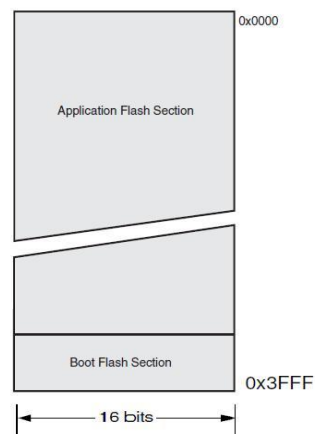 0x0000
Application Flash Section
Boot Flash Section
0x3FFF
16 bits